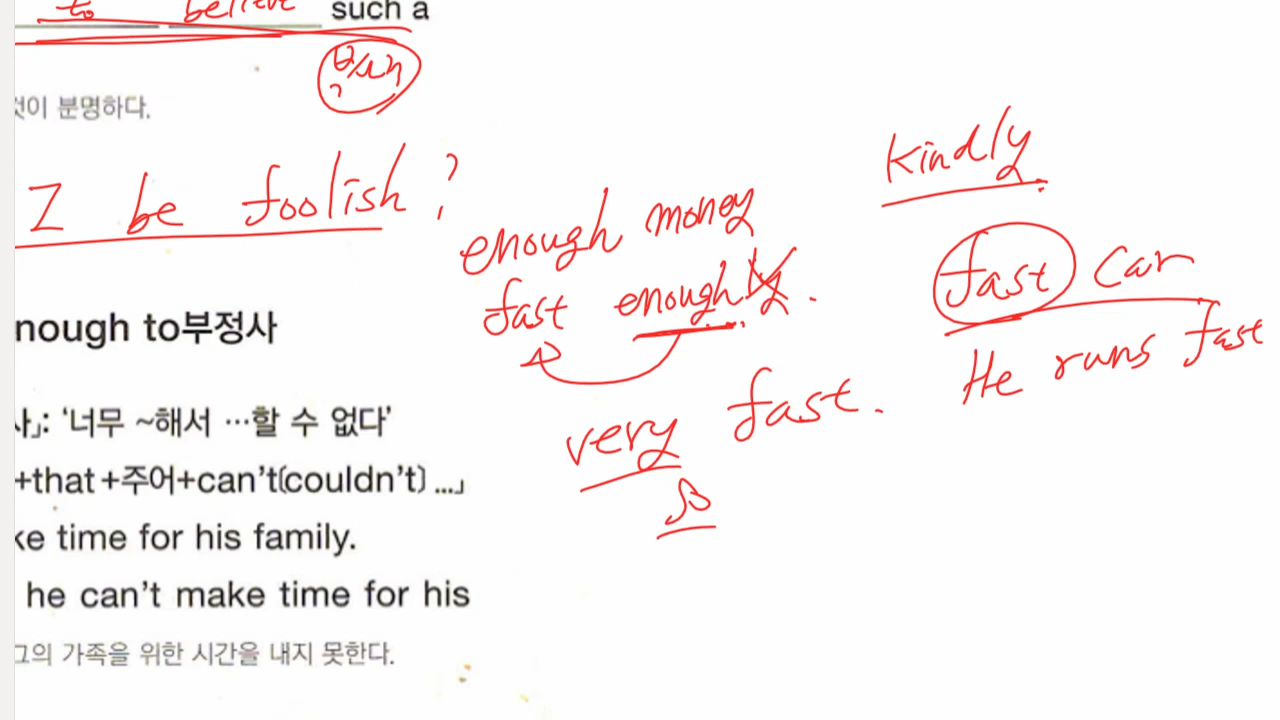 to believe such a
것이 분명하다.
I be foolish?
enough money
fast enoughly.
very fast.
so
kindly.
fast car
He runs fast
nough to부정사
사」: ‘너무 ~해서 …할 수 없다’
+that+주어+can’t(couldn’t) …」
ke time for his family.
he can’t make time for his
그의 가족을 위한 시간을 내지 못한다.